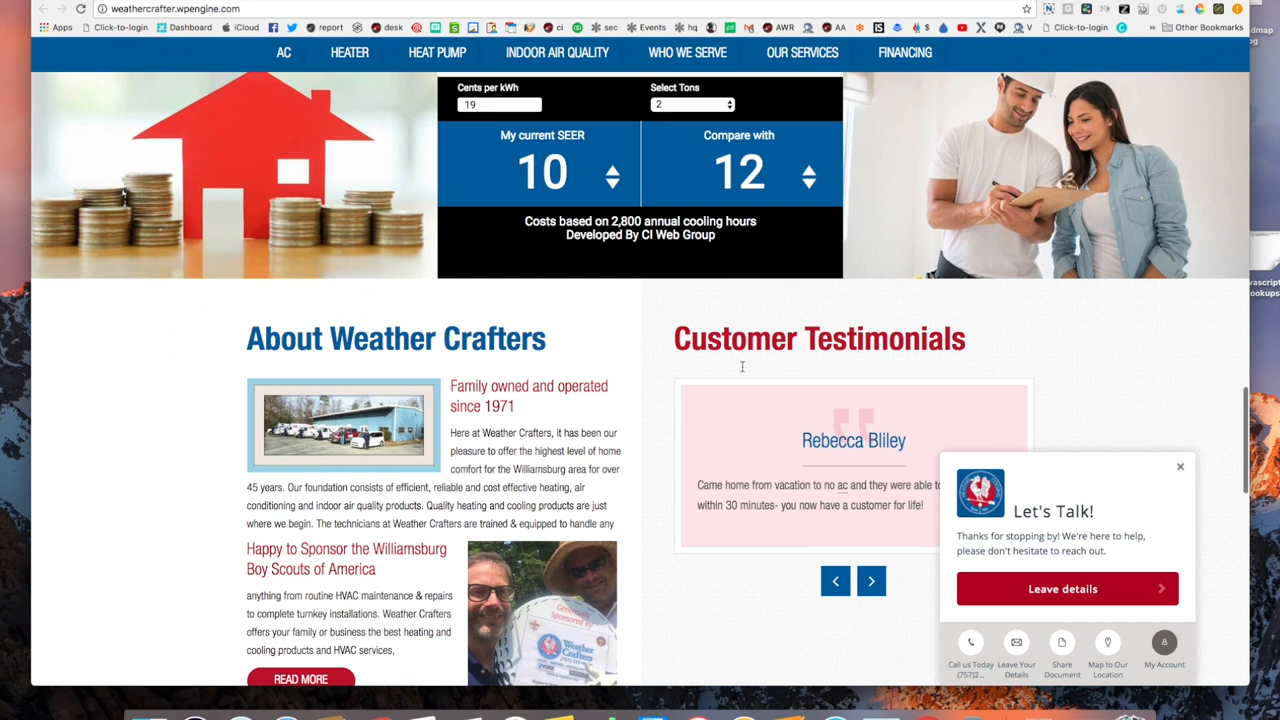 weathercrafter.wpengine.com
Apps Click-to-login Dashboard iCloud report desk ci sec Events hq AWR AA Click-to-login Other Bookmarks
AC HEATER HEAT PUMP INDOOR AIR QUALITY WHO WE SERVE OUR SERVICES FINANCING
Cents per kWh Select Tons
19 2
My current SEER Compare with
10 12
Costs based on 2,800 annual cooling hours
Developed By CI Web Group
About Weather Crafters
Family owned and operated
since 1971
Here at Weather Crafters, it has been our
pleasure to offer the highest level of home
comfort for the Williamsburg area for over
45 years. Our foundation consists of efficient, reliable and cost effective heating, air
conditioning and indoor air quality products. Quality heating and cooling products are just
where we begin. The technicians at Weather Crafters are trained & equipped to handle any
Happy to Sponsor the Williamsburg
Boy Scouts of America
anything from routine HVAC maintenance & repairs
to complete turnkey installations. Weather Crafters
offers your family or business the best heating and
cooling products and HVAC services,
READ MORE
Generously
Sponsored by
Weather
Crafters
Customer Testimonials
Rebecca Bliley
Came home from vacation to no ac and they were able to
within 30 minutes- you now have a customer for life!
Let's Talk!
Thanks for stopping by! We're here to help,
please don't hesitate to reach out.
Leave details
Call us Today
(757)2...
Leave Your
Details
Share
Document
Map to Our
Location
My Account